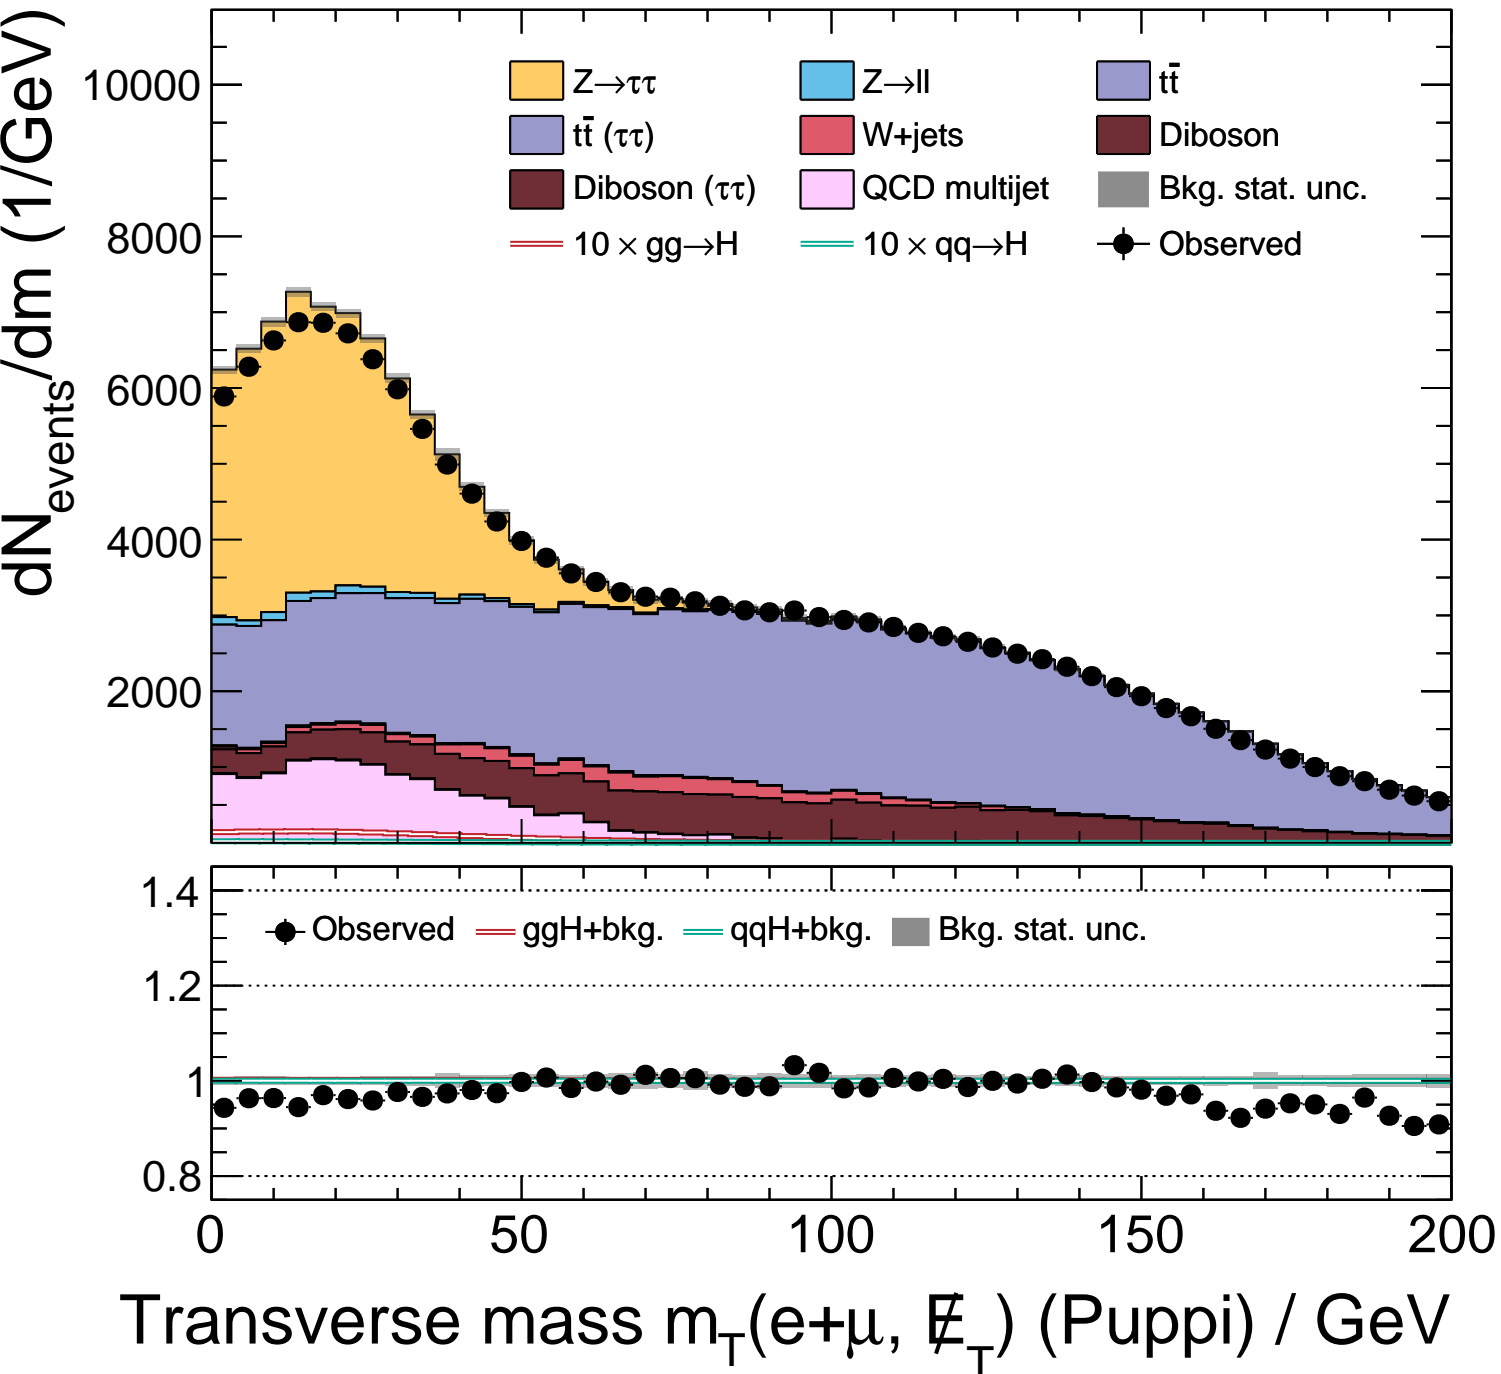 dN_events/dm (1/GeV)
10000
8000
6000
4000
2000
Z→ττ Z→ll tt̄
tt̄ (ττ) W+jets Diboson
Diboson (ττ) QCD multijet Bkg. stat. unc.
10 × gg→H 10 × qq→H Observed
1.4
Observed ggH+bkg. qqH+bkg. Bkg. stat. unc.
1.2
1
0.8
0 50 100 150 200
Transverse mass m_T(e+μ, E̸_T) (Puppi) / GeV